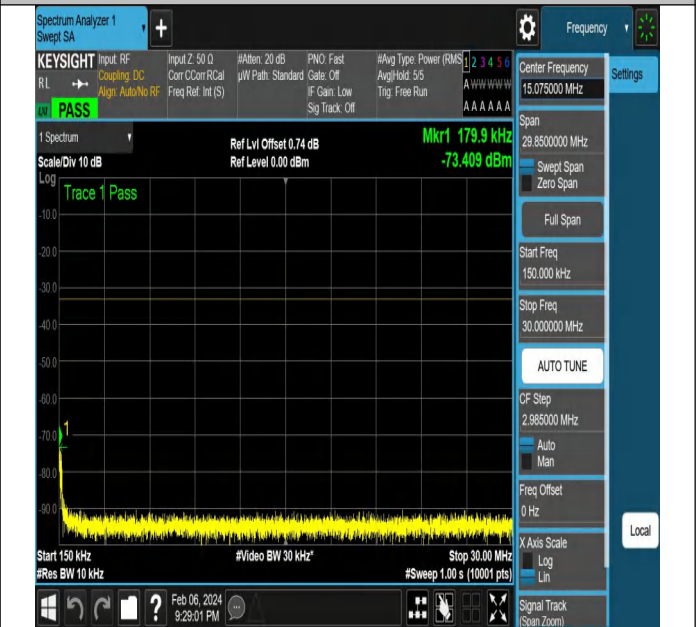 Spectrum Analyzer 1
Swept SA
+
Frequency
KEYSIGHT
RL
PASS
Input: RF
Coupling: DC
Align: Auto/No RF
Input Z: 50 Ω
Corr CCorr RCal
Freq Ref: Int (S)
#Atten: 20 dB
µW Path: Standard
PNO: Fast
Gate: Off
IF Gain: Low
Sig Track: Off
#Avg Type: Power (RMS
Avg|Hold: 5/5
Trig: Free Run
1 2 3 4 5 6
A W W W W W
A A A A A A
1 Spectrum
Scale/Div 10 dB
Ref Lvl Offset 0.74 dB
Ref Level 0.00 dBm
Mkr1 179.9 kHz
-73.409 dBm
Log
Trace 1 Pass
-10.0
-20.0
-40.0
-50.0
-60.0
-70.0
-80.0
-90.0
1
Start 150 kHz
#Res BW 10 kHz
#Video BW 30 kHz*
Stop 30.00 MHz
#Sweep 1.00 s (10001 pts)
?
Feb 06, 2024
9:29:01 PM
Center Frequency
15.075000 MHz
Settings
Span
29.8500000 MHz
Swept Span
Zero Span
Full Span
Start Freq
150.000 kHz
Stop Freq
30.000000 MHz
AUTO TUNE
CF Step
2.985000 MHz
Auto
Man
Freq Offset
0 Hz
X Axis Scale
Log
Lin
Local
Signal Track
(Span Zoom)